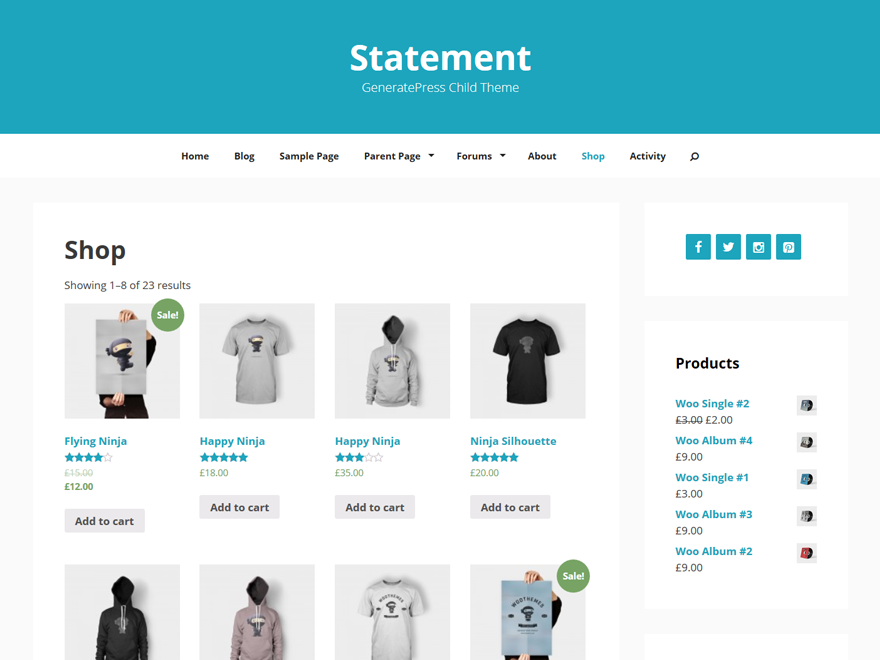 Statement
GeneratePress Child Theme
Home Blog Sample Page Parent Page Forums About Shop Activity
Shop
Showing 1–8 of 23 results
Sale!
Flying Ninja
£15.00
£12.00
Add to cart
Happy Ninja
£18.00
Add to cart
Happy Ninja
£35.00
Add to cart
Ninja Silhouette
£20.00
Add to cart
WOOTHEMES
Sale!
WOOTHEMES
Products
Woo Single #2
£3.00 £2.00
Woo Album #4
£9.00
Woo Single #1
£3.00
Woo Album #3
£9.00
Woo Album #2
£9.00